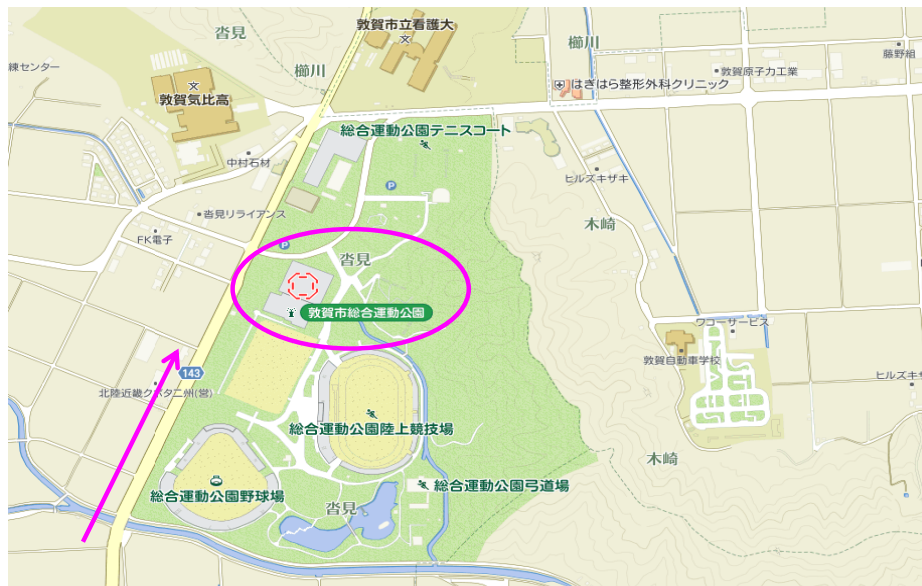 沓見
敦賀市立看護大
櫛川
藤野組
練センター
櫛川
敦賀原子力工業
はぎはら整形外科クリニック
敦賀気比高
総合運動公園テニスコート
中村石材
ヒルズキザキ
P
沓見リライアンス
木崎
FK電子
P
沓見
敦賀市総合運動公園
ワコーサービス
敦賀自動車学校
143
ヒルズキ
北陸近畿クボタ二州(営)
総合運動公園陸上競技場
木崎
総合運動公園弓道場
総合運動公園野球場
沓見